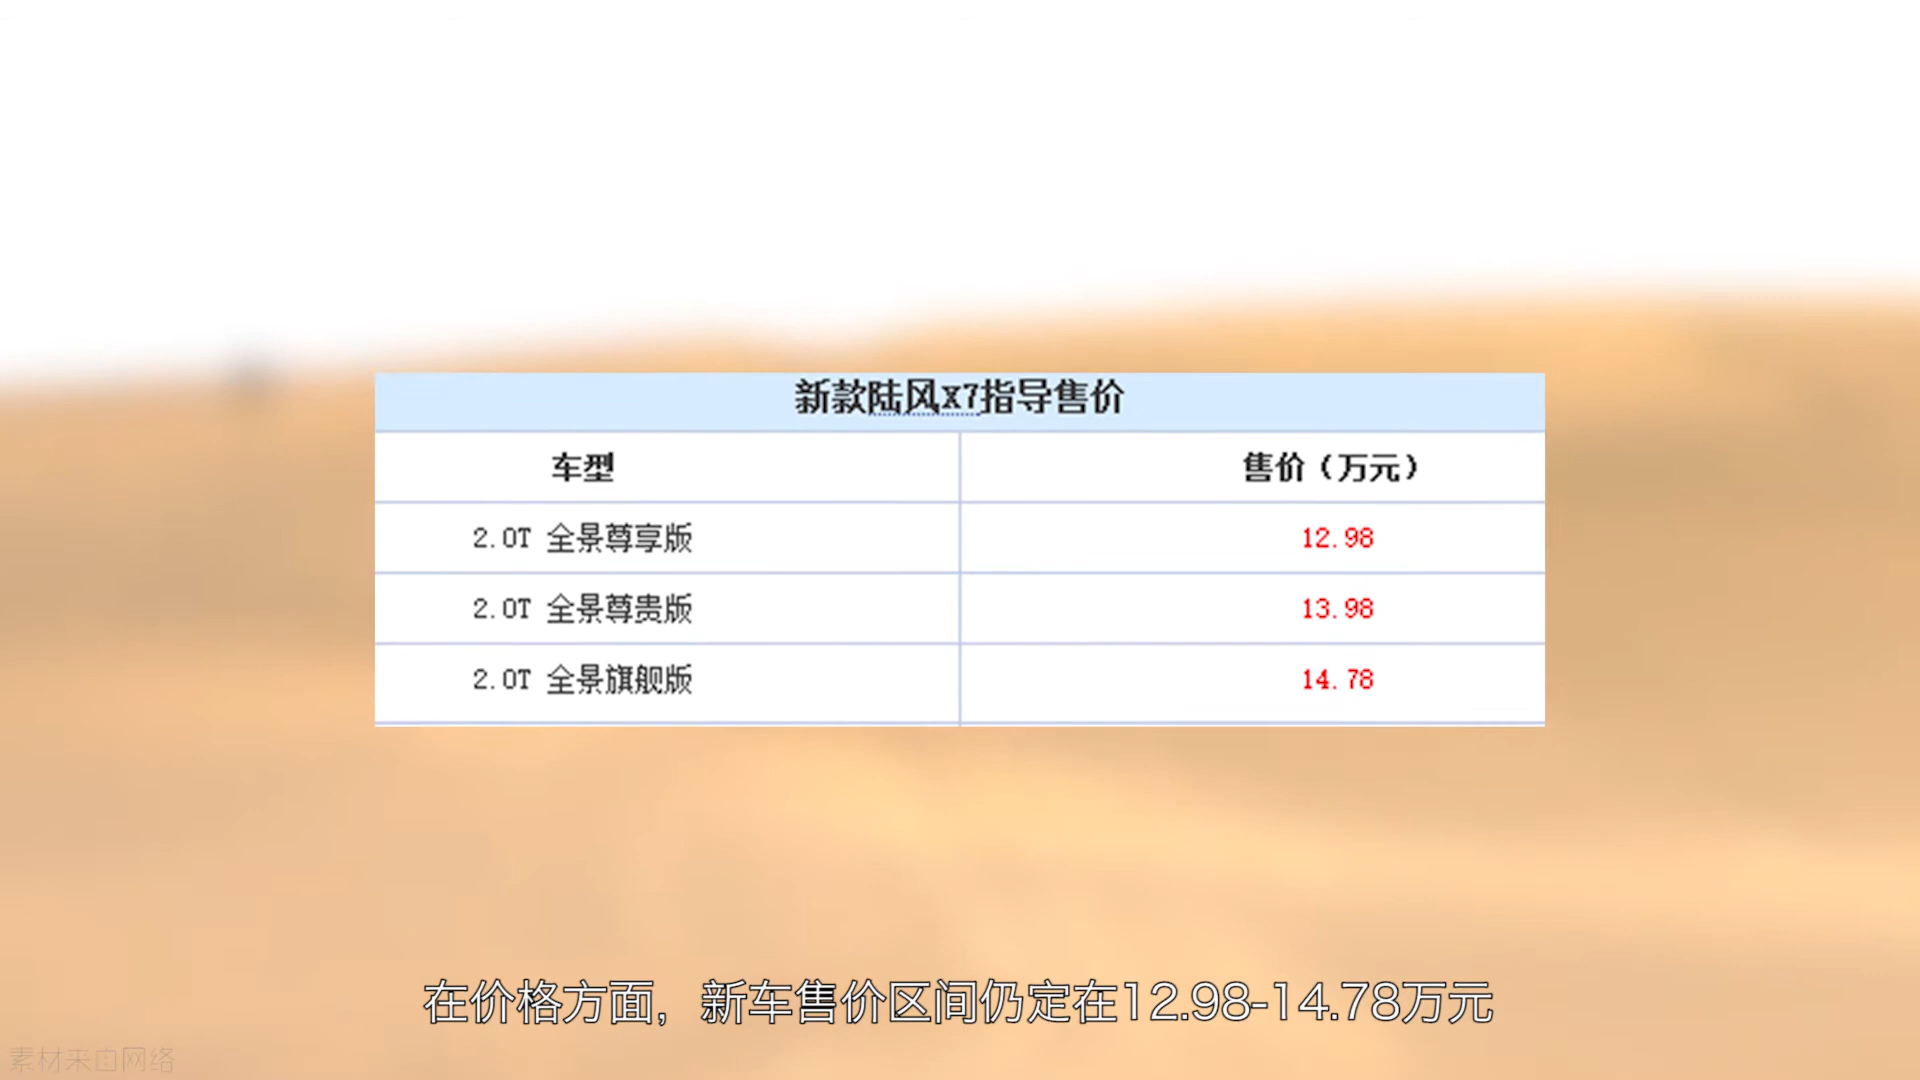 新款陆风X7指导售价
车型 售价（万元）
2.0T 全景尊享版 12.98
2.0T 全景尊贵版 13.98
2.0T 全景旗舰版 14.78
在价格方面，新车售价区间仍定在12.98-14.78万元
素材来自网络